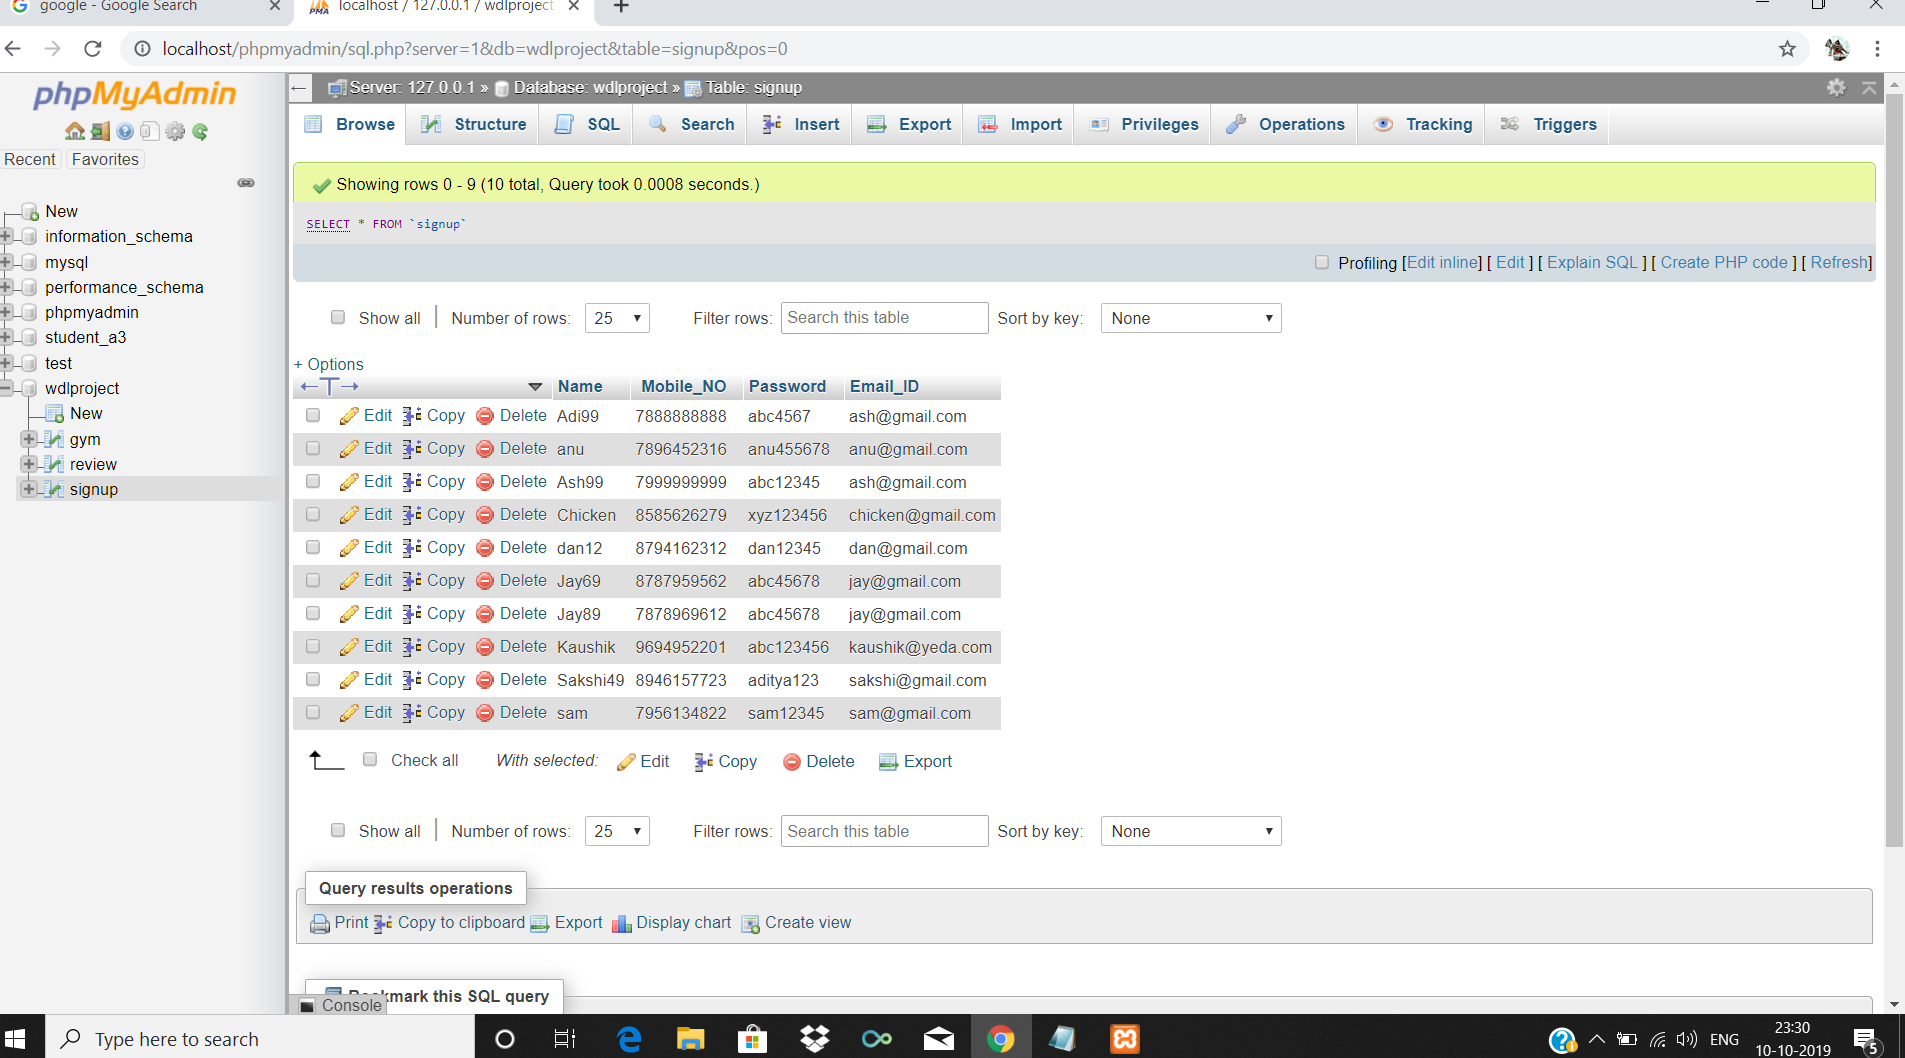 google - Google Search
localhost / 127.0.0.1 / wdlproject
localhost/phpmyadmin/sql.php?server=1&db=wdlproject&table=signup&pos=0
phpMyAdmin
Recent Favorites
New
information_schema
mysql
performance_schema
phpmyadmin
student_a3
test
wdlproject
New
gym
review
signup
Server: 127.0.0.1 » Database: wdlproject » Table: signup
Browse Structure SQL Search Insert Export Import Privileges Operations Tracking Triggers
Showing rows 0 - 9 (10 total, Query took 0.0008 seconds.)
SELECT * FROM `signup`
Profiling [Edit inline] [ Edit ] [ Explain SQL ] [ Create PHP code ] [ Refresh]
Show all | Number of rows: 25 Filter rows: Search this table Sort by key: None
+ Options
←T→ Name Mobile_NO Password Email_ID
Edit Copy Delete Adi99 7888888888 abc4567 ash@gmail.com
Edit Copy Delete anu 7896452316 anu455678 anu@gmail.com
Edit Copy Delete Ash99 7999999999 abc12345 ash@gmail.com
Edit Copy Delete Chicken 8585626279 xyz123456 chicken@gmail.com
Edit Copy Delete dan12 8794162312 dan12345 dan@gmail.com
Edit Copy Delete Jay69 8787959562 abc45678 jay@gmail.com
Edit Copy Delete Jay89 7878969612 abc45678 jay@gmail.com
Edit Copy Delete Kaushik 9694952201 abc123456 kaushik@yeda.com
Edit Copy Delete Sakshi49 8946157723 aditya123 sakshi@gmail.com
Edit Copy Delete sam 7956134822 sam12345 sam@gmail.com
Check all With selected: Edit Copy Delete Export
Show all | Number of rows: 25 Filter rows: Search this table Sort by key: None
Query results operations
Print Copy to clipboard Export Display chart Create view
Bookmark this SQL query
Console
Type here to search
ENG
23:30
10-10-2019
5